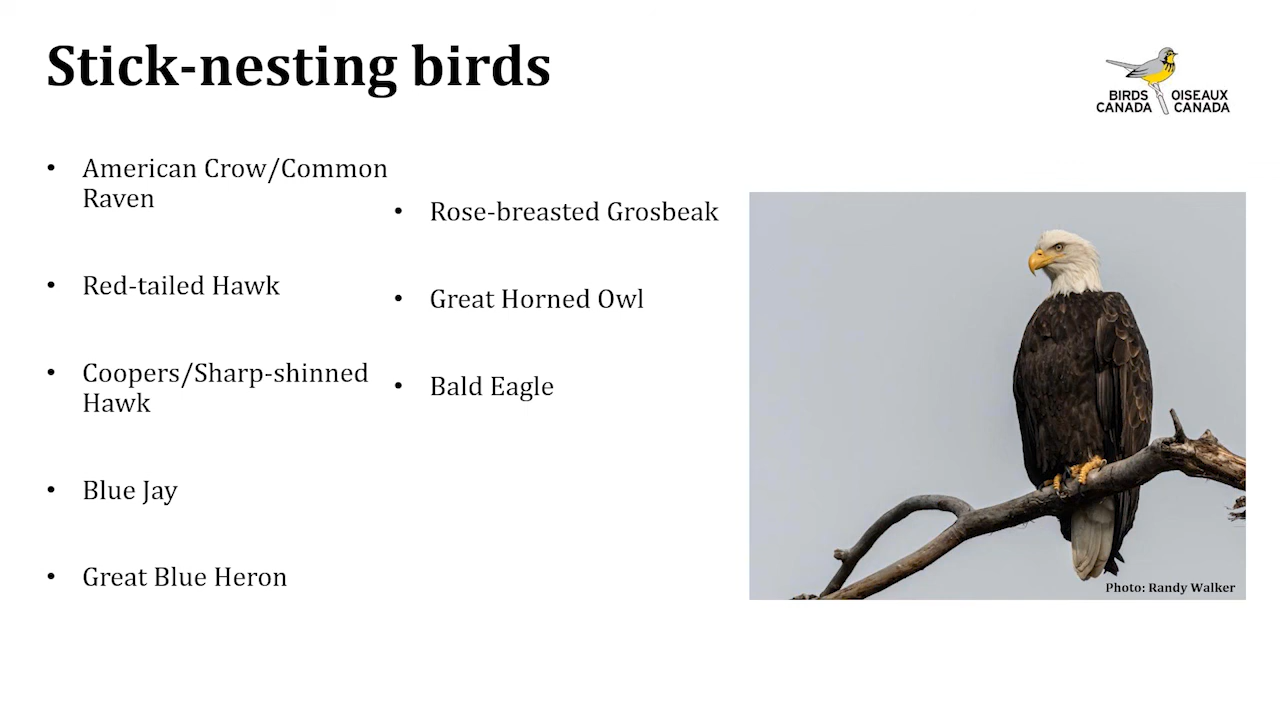 Stick-nesting birds
BIRDS OISEAUX
CANADA CANADA
• American Crow/Common
Raven
• Red-tailed Hawk
• Coopers/Sharp-shinned
Hawk
• Blue Jay
• Great Blue Heron
• Rose-breasted Grosbeak
• Great Horned Owl
• Bald Eagle
Photo: Randy Walker